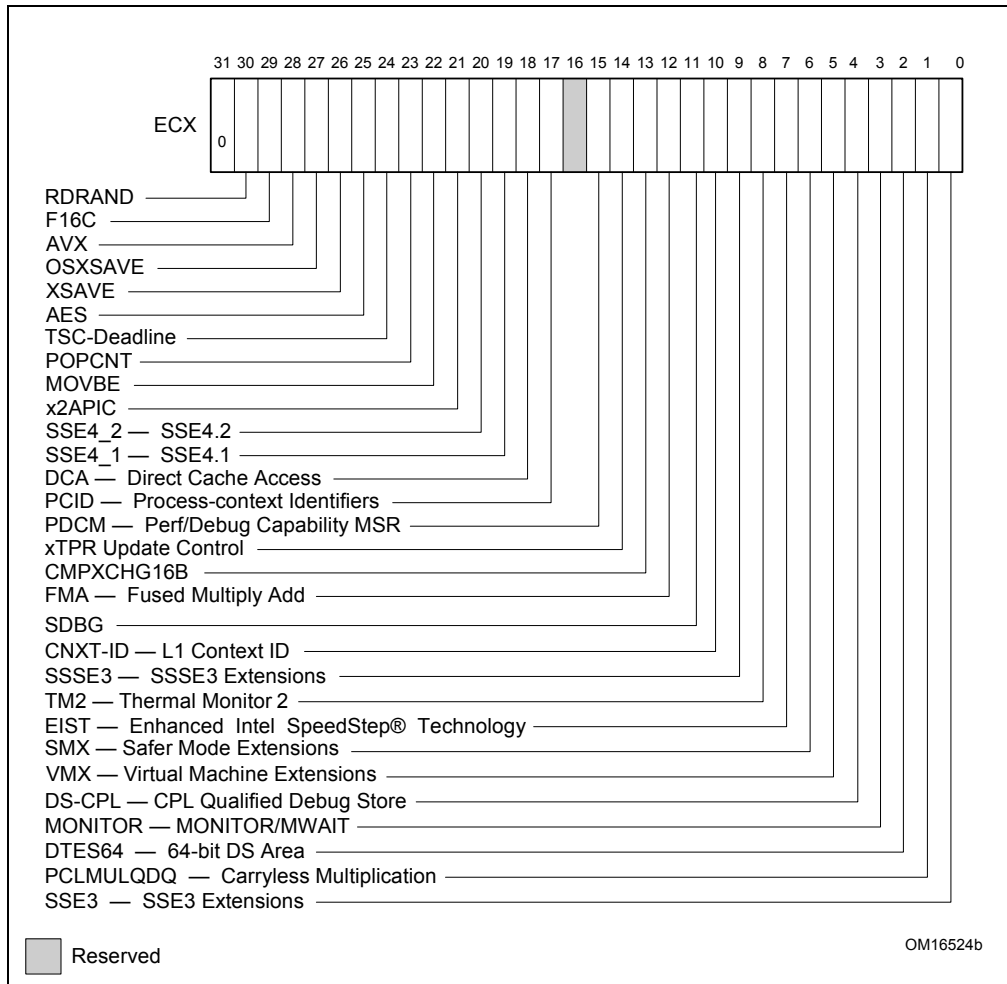 31 30 29 28 27 26 25 24 23 22 21 20 19 18 17 16 15 14 13 12 11 10 9 8 7 6 5 4 3 2 1 0
ECX
0
RDRAND
F16C
AVX
OSXSAVE
XSAVE
AES
TSC-Deadline
POPCNT
MOVBE
x2APIC
SSE4_2 — SSE4.2
SSE4_1 — SSE4.1
DCA — Direct Cache Access
PCID — Process-context Identifiers
PDCM — Perf/Debug Capability MSR
xTPR Update Control
CMPXCHG16B
FMA — Fused Multiply Add
SDBG
CNXT-ID — L1 Context ID
SSSE3 — SSSE3 Extensions
TM2 — Thermal Monitor 2
EIST — Enhanced Intel SpeedStep® Technology
SMX — Safer Mode Extensions
VMX — Virtual Machine Extensions
DS-CPL — CPL Qualified Debug Store
MONITOR — MONITOR/MWAIT
DTES64 — 64-bit DS Area
PCLMULQDQ — Carryless Multiplication
SSE3 — SSE3 Extensions
Reserved
OM16524b